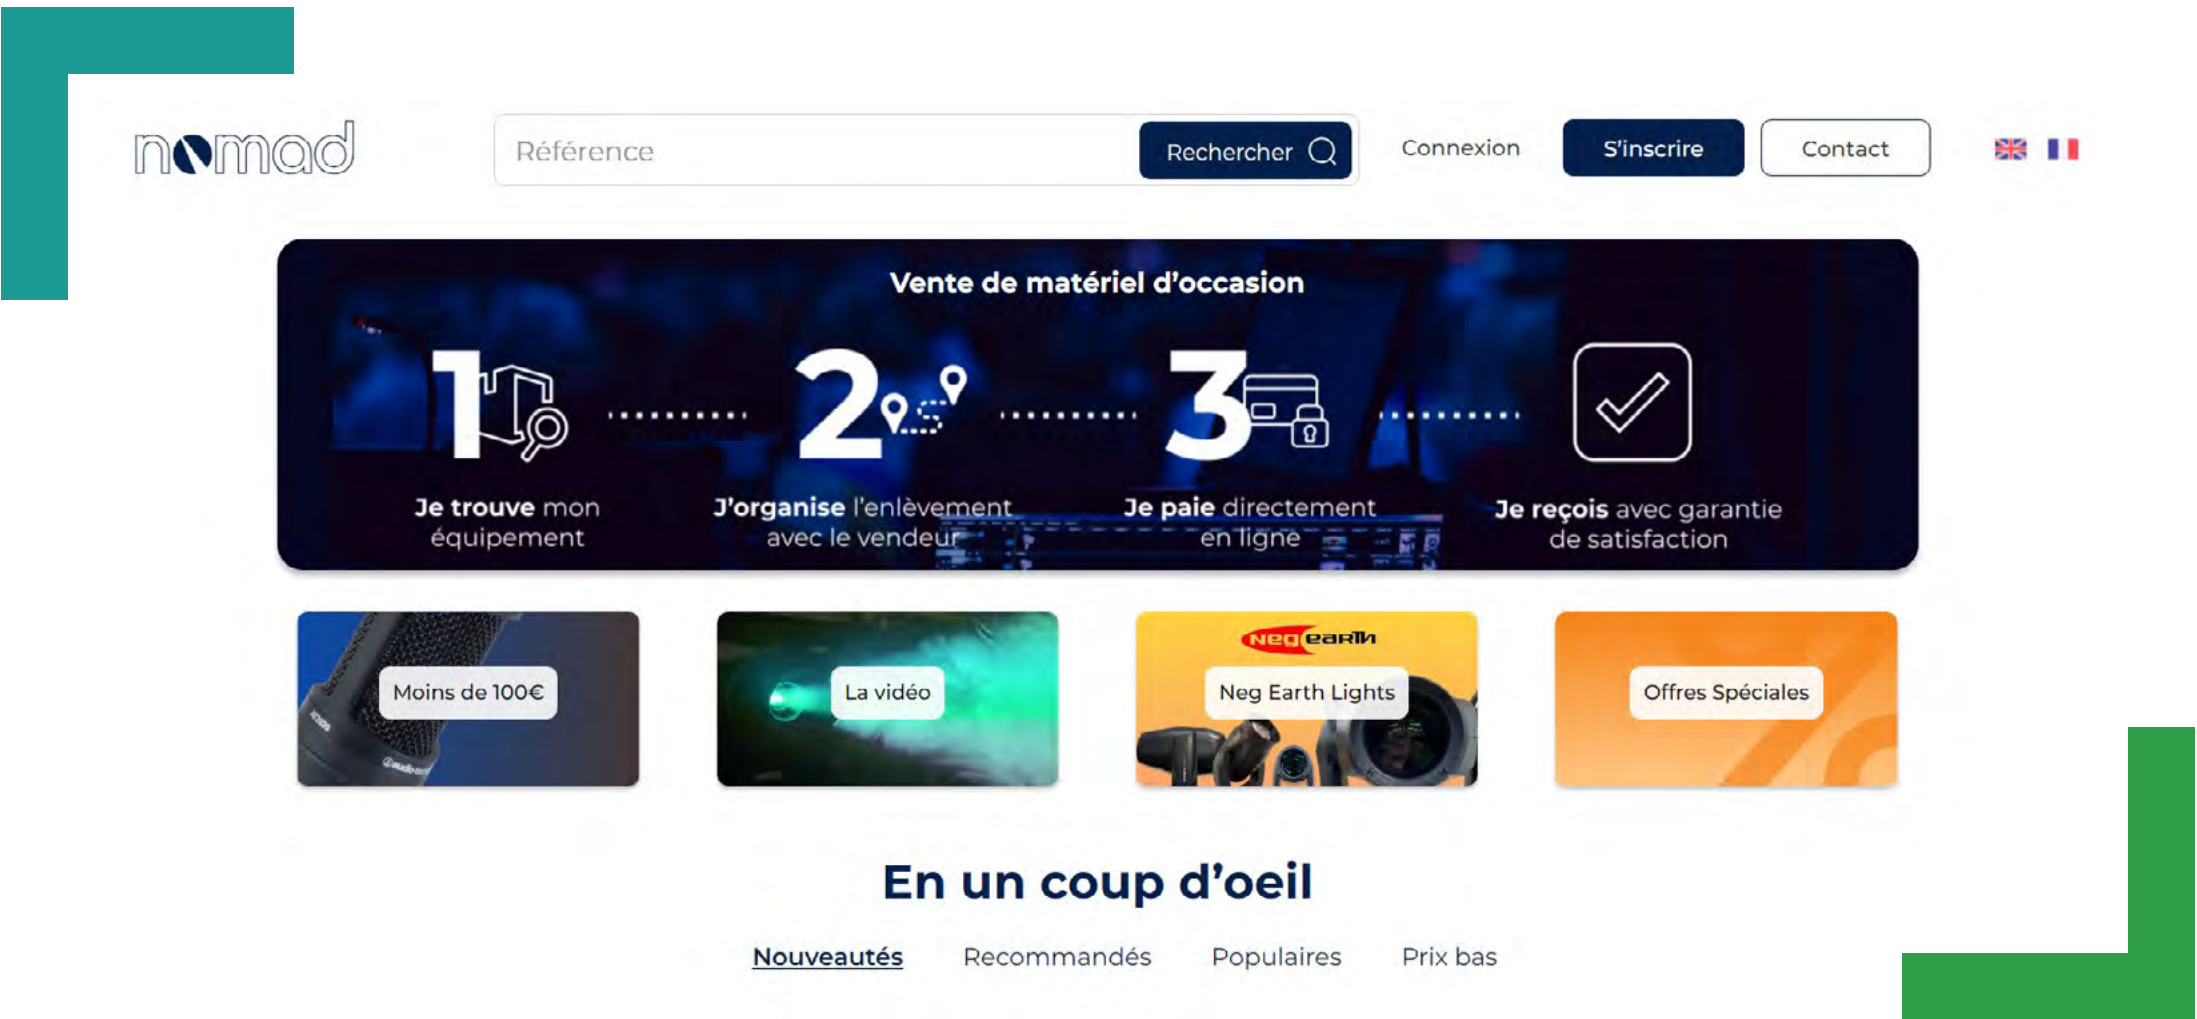 nomad
Référence
Rechercher
Connexion
S'inscrire
Contact
Vente de matériel d'occasion
1
2
3
Je trouve mon
équipement
J'organise l'enlèvement
avec le vendeur
Je paie directement
en ligne
Je reçois avec garantie
de satisfaction
Moins de 100€
La vidéo
Neg earth
Neg Earth Lights
Offres Spéciales
En un coup d'oeil
Nouveautés
Recommandés
Populaires
Prix bas